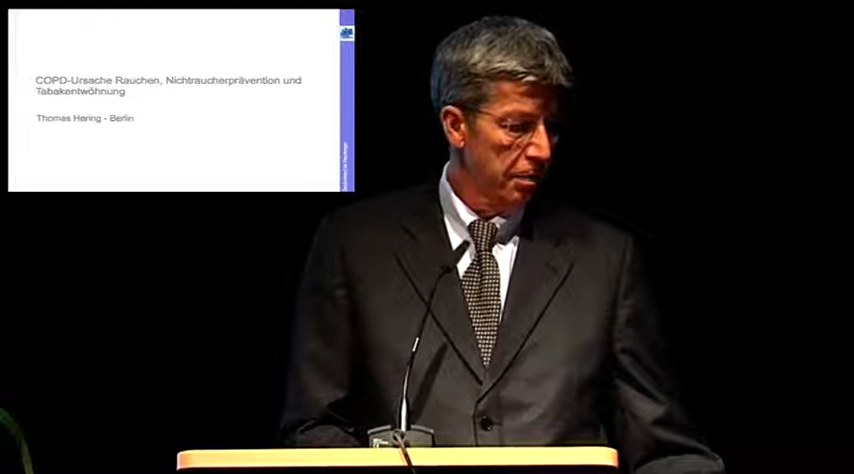 COPD-Ursache Rauchen, Nichtraucherprävention und
Tabakentwöhnung
Thomas Hering - Berlin